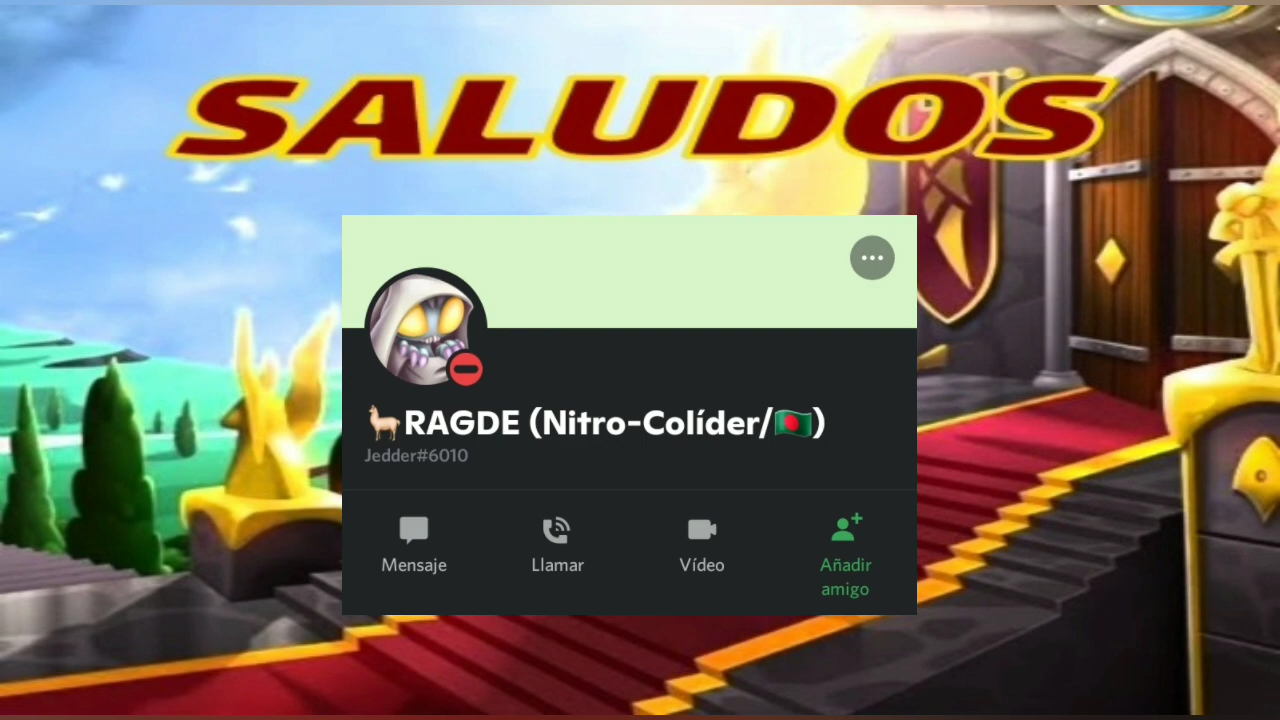 SALUDOS
🦙RAGDE (Nitro-Colíder/🇧🇩)
Jedder#6010
Mensaje
Llamar
Vídeo
Añadir
amigo